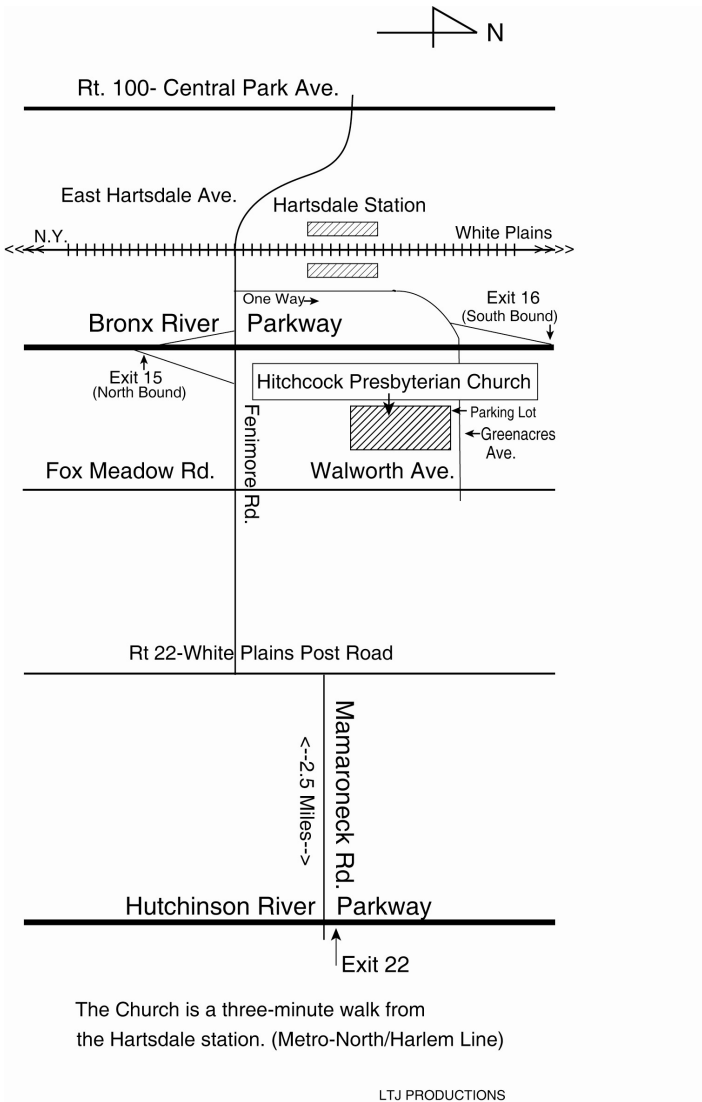 N
Rt. 100- Central Park Ave.
East Hartsdale Ave.
Hartsdale Station
N.Y.
White Plains
<<<
>>>
One Way
Exit 16
(South Bound)
Bronx River Parkway
Exit 15
(North Bound)
Hitchcock Presbyterian Church
Parking Lot
Greenacres
Ave.
Fenimore Rd.
Fox Meadow Rd.
Walworth Ave.
Rt 22-White Plains Post Road
Mamaroneck Rd.
<--2.5 Miles-->
Hutchinson River Parkway
Exit 22
The Church is a three-minute walk from
the Hartsdale station. (Metro-North/Harlem Line)
LTJ PRODUCTIONS